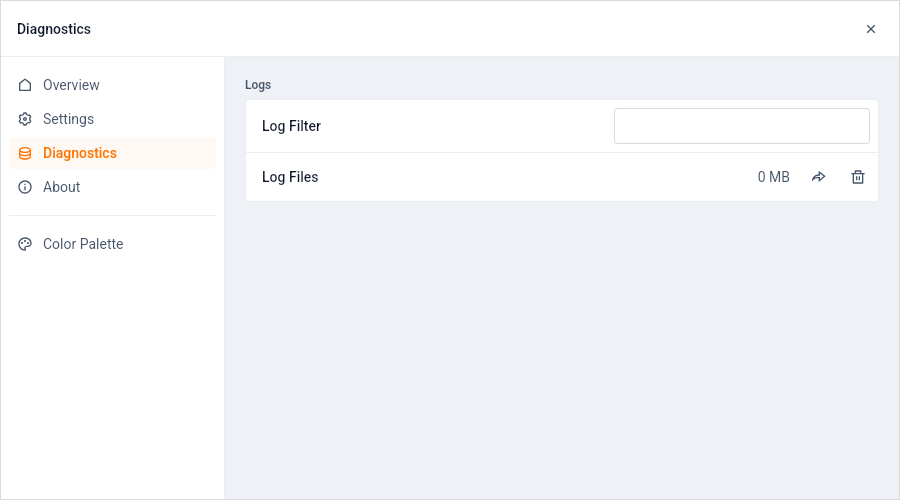 Diagnostics
Overview
Settings
Diagnostics
About
Color Palette
Logs
Log Filter
Log Files 0 MB